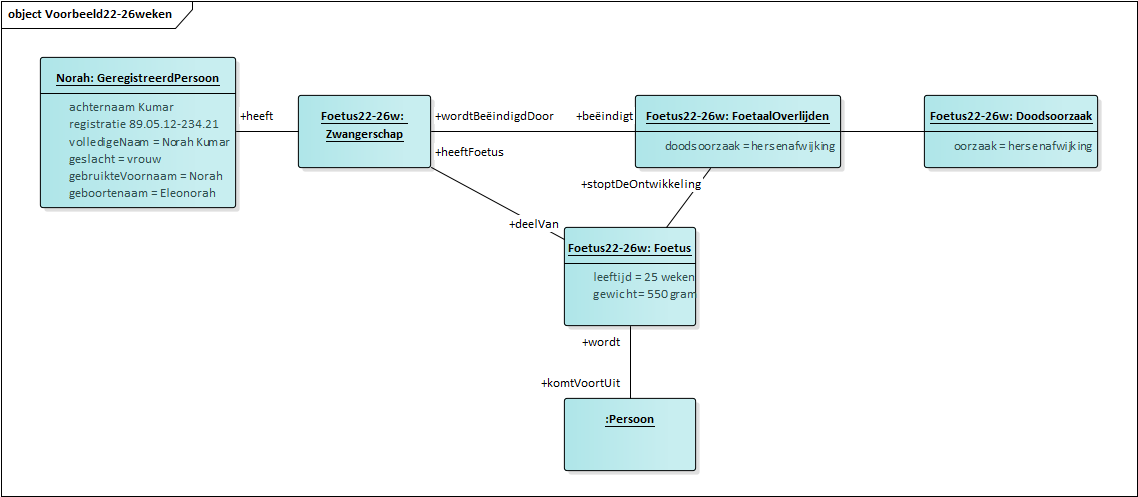 object Voorbeeld22-26weken
Norah: GeregistreerdPersoon
achternaam Kumar
registratie 89.05.12-234.21
volledigeNaam = Norah Kumar
geslacht = vrouw
gebruikteVoornaam = Norah
geboortenaam = Eleonorah
+heeft
Foetus22-26w:
Zwangerschap
+wordtBeëindigdDoor
+beëindigt
+heeftFoetus
Foetus22-26w: FoetaalOverlijden
doodsoorzaak = hersenafwijking
Foetus22-26w: Doodsoorzaak
oorzaak = hersenafwijking
+stoptDeOntwikkeling
+deelVan
Foetus22-26w: Foetus
leeftijd = 25 weken
gewicht= 550 gram
+wordt
+komtVoortUit
:Persoon